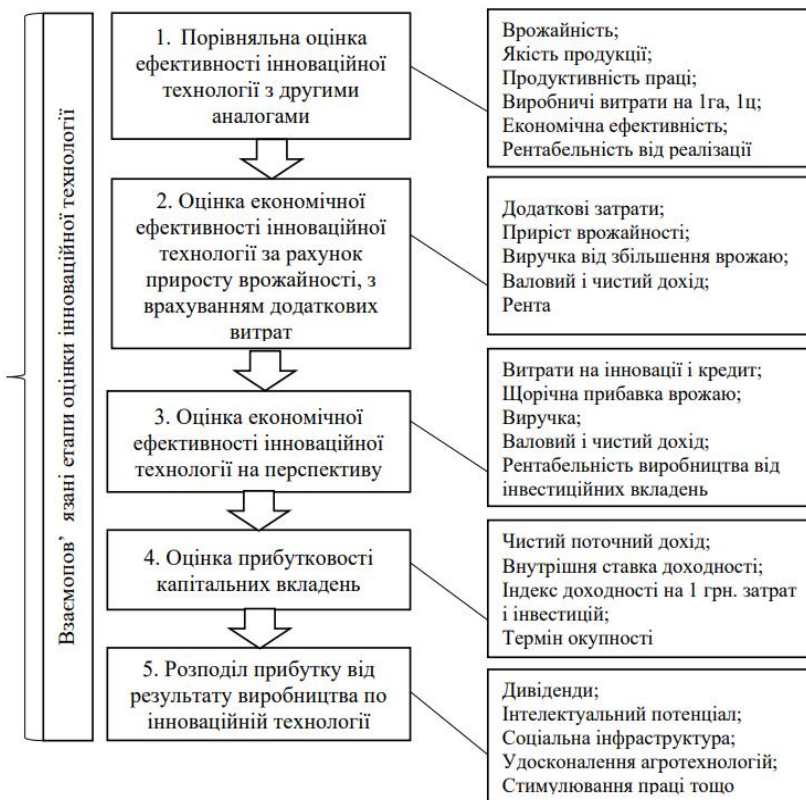 Взаємопов’ язані етапи оцінки інноваційної технології
1. Порівняльна оцінка
ефективності інноваційної
технології з другими
аналогами
Врожайність;
Якість продукції;
Продуктивність праці;
Виробничі витрати на 1га, 1ц;
Економічна ефективність;
Рентабельність від реалізації
2. Оцінка економічної
ефективності інноваційної
технології за рахунок
приросту врожайності, з
врахуванням додаткових
витрат
Додаткові затрати;
Приріст врожайності;
Виручка від збільшення врожаю;
Валовий і чистий дохід;
Рента
3. Оцінка економічної
ефективності інноваційної
технології на перспективу
Витрати на інновації і кредит;
Щорічна прибавка врожаю;
Виручка;
Валовий і чистий дохід;
Рентабельність виробництва від
інвестиційних вкладень
4. Оцінка прибутковості
капітальних вкладень
Чистий поточний дохід;
Внутрішня ставка доходності;
Індекс доходності на 1 грн. затрат
і інвестицій;
Термін окупності
5. Розподіл прибутку від
результату виробництва по
інноваційній технології
Дивіденди;
Інтелектуальний потенціал;
Соціальна інфраструктура;
Удосконалення агротехнологій;
Стимулювання праці тощо